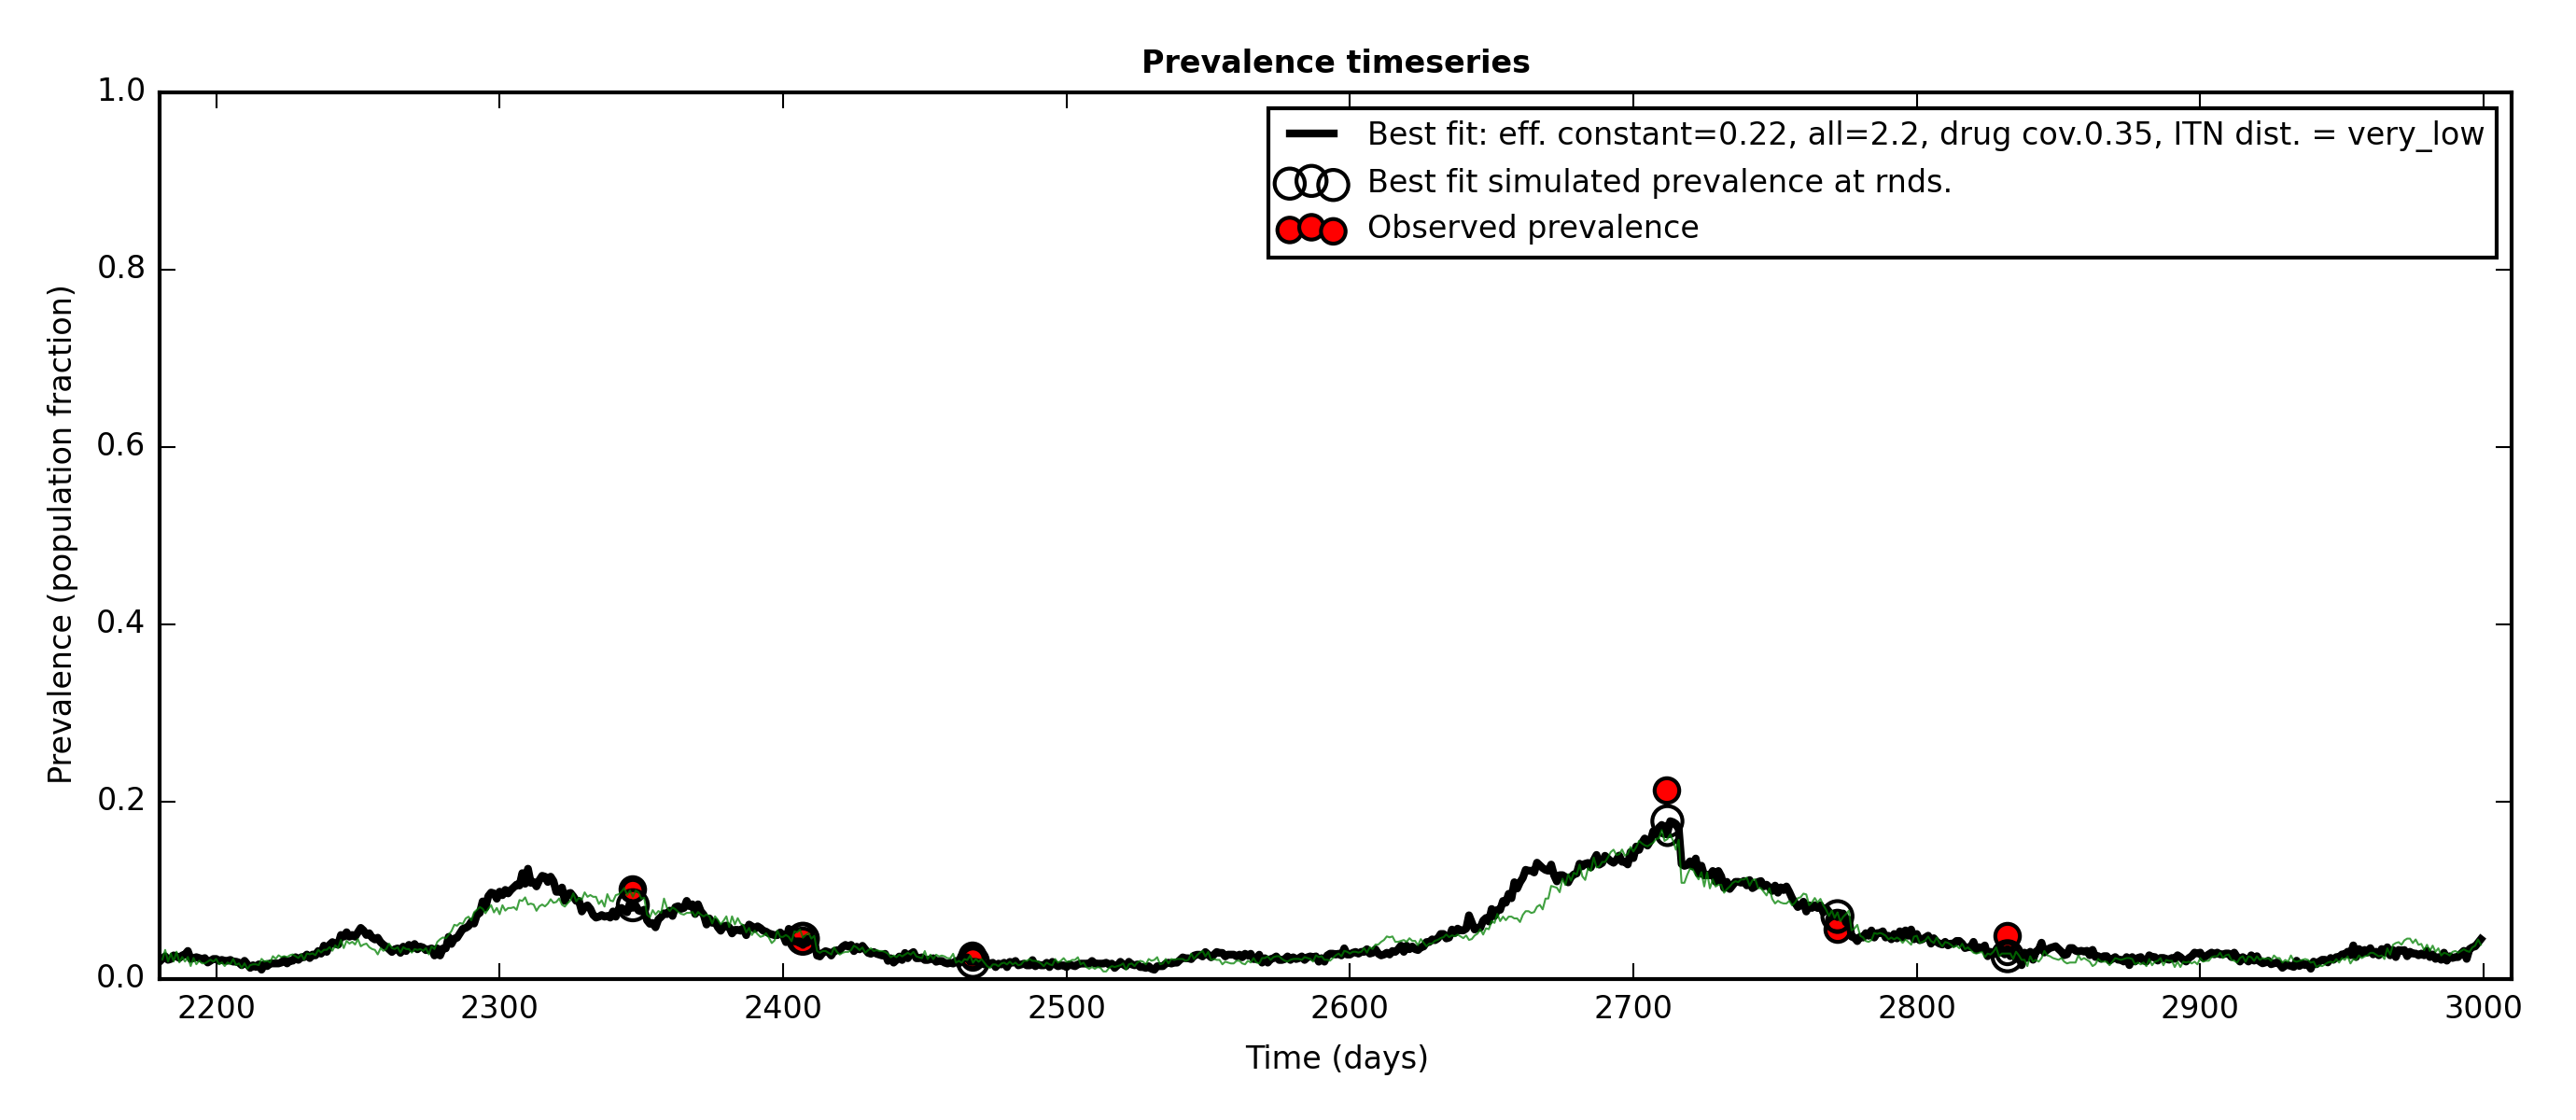 Prevalence timeseries
1.0
0.8
0.6
0.4
0.2
0.0
Prevalence (population fraction)
Best fit: eff. constant=0.22, all=2.2, drug cov.0.35, ITN dist. = very_low
Best fit simulated prevalence at rnds.
Observed prevalence
2200 2300 2400 2500 2600 2700 2800 2900 3000
Time (days)